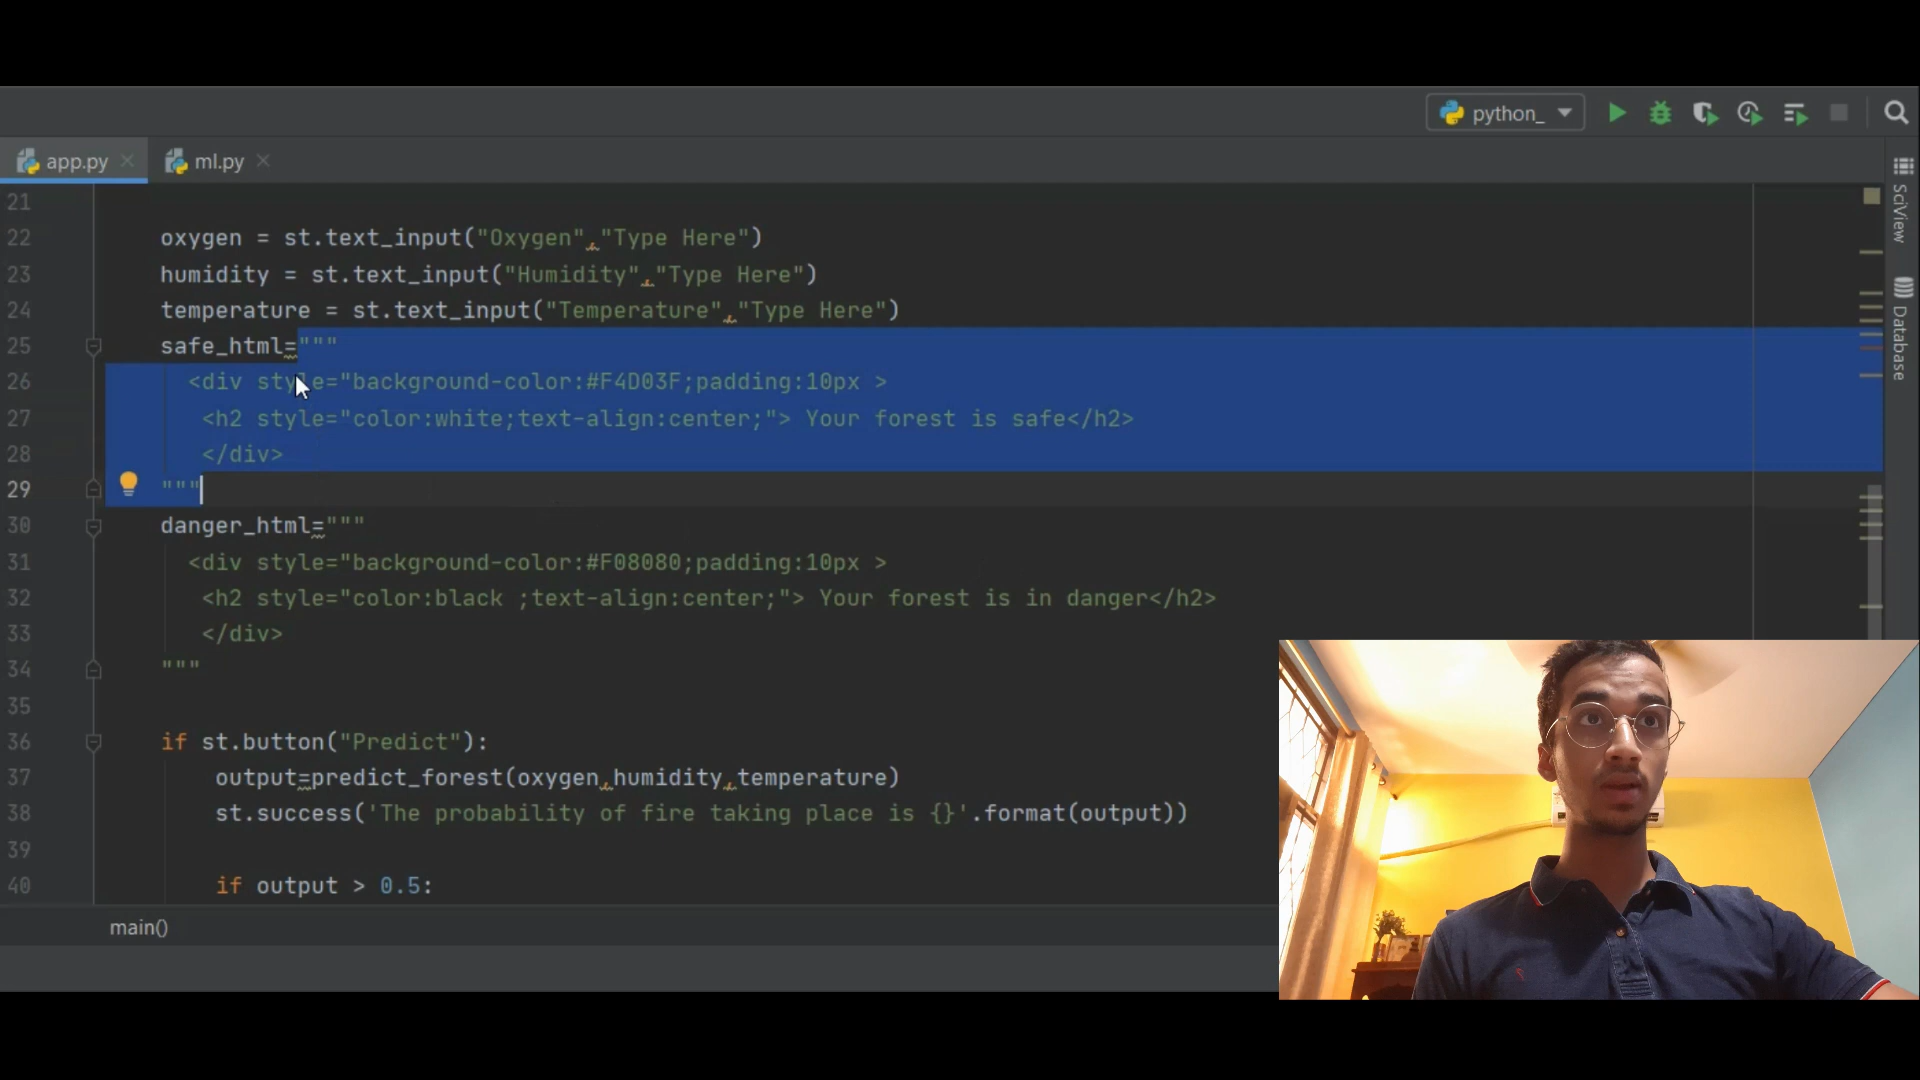 python_
app.py
ml.py
21
22 oxygen = st.text_input("Oxygen","Type Here")
23 humidity = st.text_input("Humidity","Type Here")
24 temperature = st.text_input("Temperature","Type Here")
25 safe_html="""
26 <div style="background-color:#F4D03F;padding:10px >
27 <h2 style="color:white;text-align:center;"> Your forest is safe</h2>
28 </div>
29 """
30 danger_html="""
31 <div style="background-color:#F08080;padding:10px >
32 <h2 style="color:black ;text-align:center;"> Your forest is in danger</h2>
33 </div>
34 """
35
36 if st.button("Predict"):
37 output=predict_forest(oxygen,humidity,temperature)
38 st.success('The probability of fire taking place is {}'.format(output))
39
40 if output > 0.5:
main()
SciView
Database